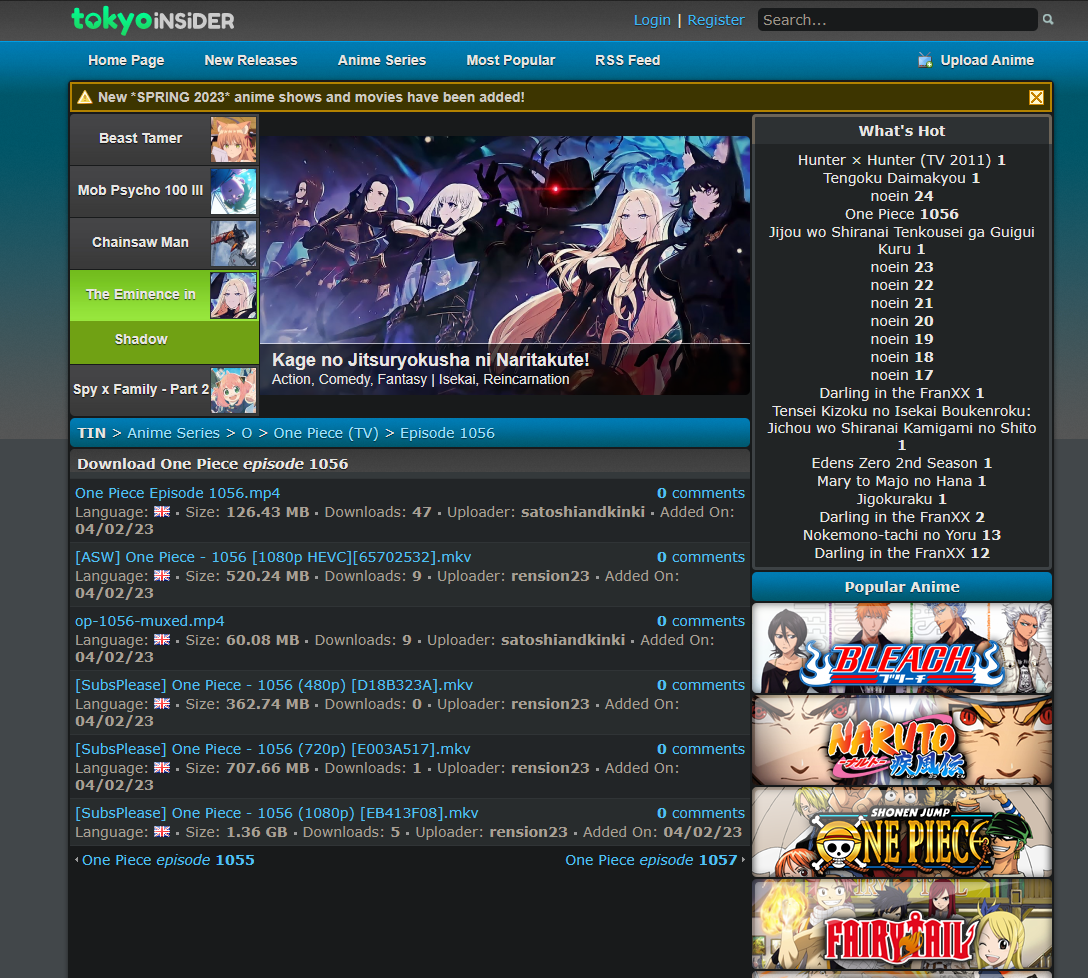 tokyo INSIDER
Login | Register
Search...
Home Page
New Releases
Anime Series
Most Popular
RSS Feed
Upload Anime
New *SPRING 2023* anime shows and movies have been added!
Beast Tamer
Mob Psycho 100 III
Chainsaw Man
The Eminence in
Shadow
Spy x Family - Part 2
Kage no Jitsuryokusha ni Naritakute!
Action, Comedy, Fantasy | Isekai, Reincarnation
TIN > Anime Series > O > One Piece (TV) > Episode 1056
Download One Piece episode 1056
One Piece Episode 1056.mp4
0 comments
Language: • Size: 126.43 MB • Downloads: 47 • Uploader: satoshiandkinki • Added On:
04/02/23
[ASW] One Piece - 1056 [1080p HEVC][65702532].mkv
0 comments
Language: • Size: 520.24 MB • Downloads: 9 • Uploader: rension23 • Added On:
04/02/23
op-1056-muxed.mp4
0 comments
Language: • Size: 60.08 MB • Downloads: 9 • Uploader: satoshiandkinki • Added On:
04/02/23
[SubsPlease] One Piece - 1056 (480p) [D18B323A].mkv
0 comments
Language: • Size: 362.74 MB • Downloads: 0 • Uploader: rension23 • Added On:
04/02/23
[SubsPlease] One Piece - 1056 (720p) [E003A517].mkv
0 comments
Language: • Size: 707.66 MB • Downloads: 1 • Uploader: rension23 • Added On:
04/02/23
[SubsPlease] One Piece - 1056 (1080p) [EB413F08].mkv
0 comments
Language: • Size: 1.36 GB • Downloads: 5 • Uploader: rension23 • Added On: 04/02/23
One Piece episode 1055
One Piece episode 1057
What's Hot
Hunter × Hunter (TV 2011) 1
Tengoku Daimakyou 1
noein 24
One Piece 1056
Jijou wo Shiranai Tenkousei ga Guigui
Kuru 1
noein 23
noein 22
noein 21
noein 20
noein 19
noein 18
noein 17
Darling in the FranXX 1
Tensei Kizoku no Isekai Boukenroku:
Jichou wo Shiranai Kamigami no Shito
1
Edens Zero 2nd Season 1
Mary to Majo no Hana 1
Jigokuraku 1
Darling in the FranXX 2
Nokemono-tachi no Yoru 13
Darling in the FranXX 12
Popular Anime
BLEACH
ブリーチ
NARUTO
-ナルト-
疾風伝
SHONEN JUMP
ONE PIECE
FAIRY TAIL